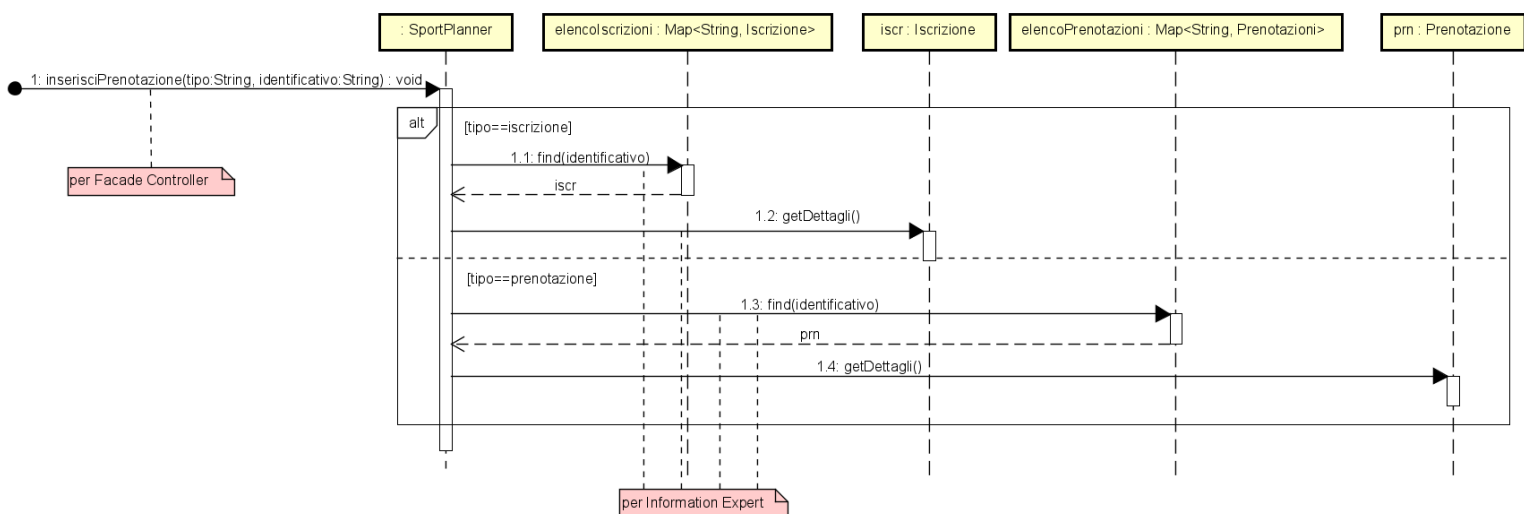 : SportPlanner
elencoIscrizioni : Map<String, Iscrizione>
iscr : Iscrizione
elencoPrenotazioni : Map<String, Prenotazioni>
prn : Prenotazione
1: inserisciPrenotazione(tipo:String, identificativo:String) : void
alt
[tipo==iscrizione]
1.1: find(identificativo)
per Facade Controller
iscr
1.2: getDettagli()
[tipo==prenotazione]
1.3: find(identificativo)
prn
1.4: getDettagli()
per Information Expert